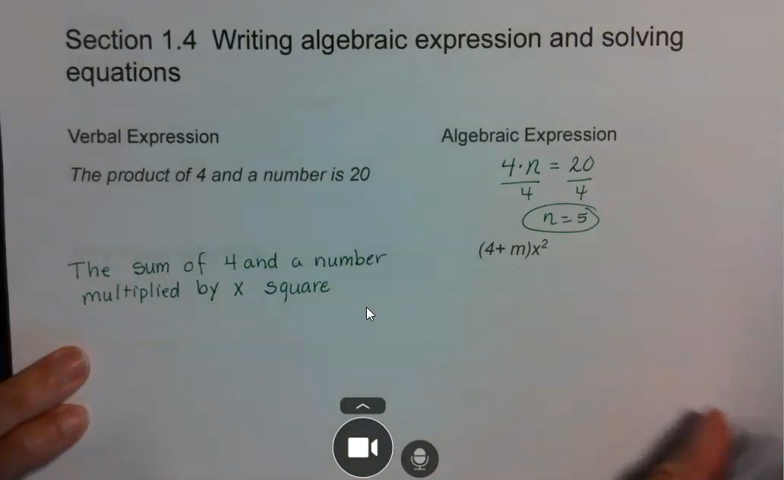 Section 1.4 Writing algebraic expression and solving
equations
Verbal Expression
Algebraic Expression
The product of 4 and a number is 20
4·n = 20
4 4
n = 5
The sum of 4 and a number
multiplied by x square
(4+ m)x²